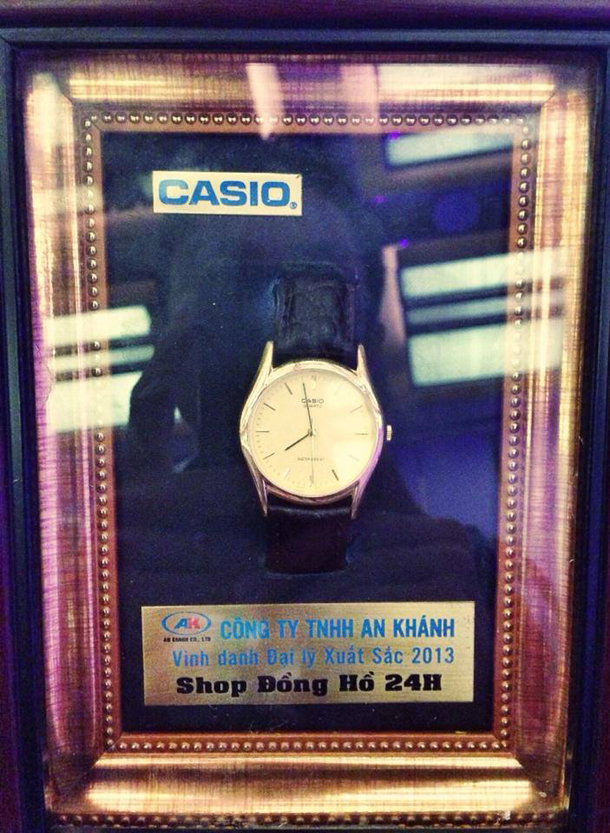 CASIO®
CASIO
QUARTZ
AK
AN KHANH CO., LTD
CÔNG TY TNHH AN KHÁNH
Vinh danh Đại lý Xuất Sắc 2013
Shop Đồng Hồ 24H